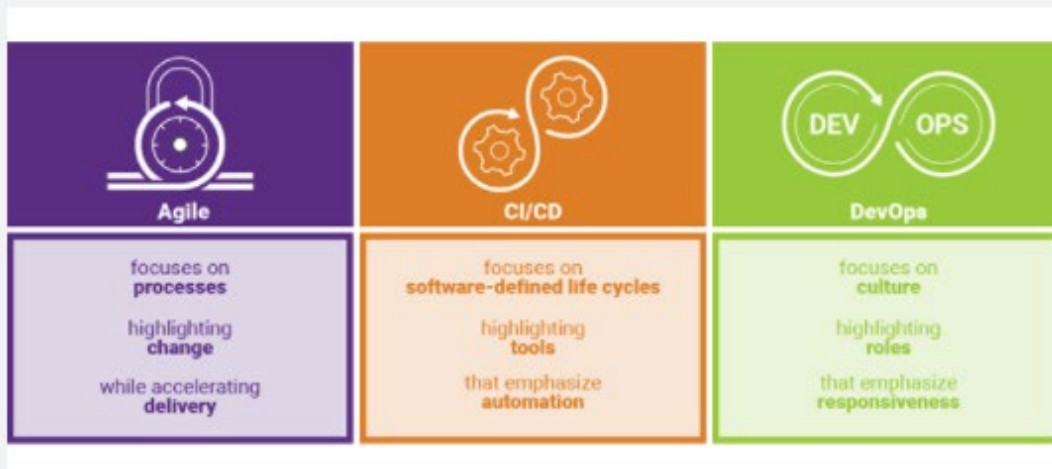 Agile
focuses on
processes
highlighting
change
while accelerating
delivery
CI/CD
focuses on
software-defined life cycles
highlighting
tools
that emphasize
automation
DEV OPS
DevOps
focuses on
culture
highlighting
roles
that emphasize
responsiveness